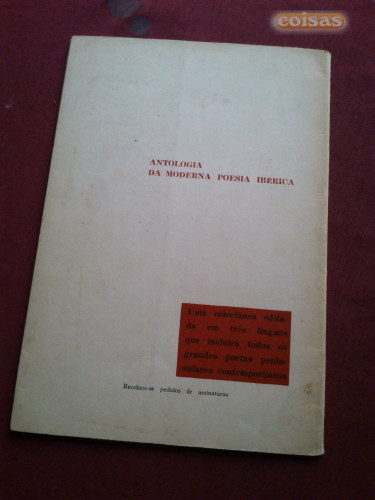 coisas
ANTOLOGIA
DA MODERNA POESIA IBÉRICA
Uma coletânea edita-
da em três línguas
que incluirá todos os
grandes poetas penin-
sulares contemporâneos
Recebem-se pedidos de assinaturas